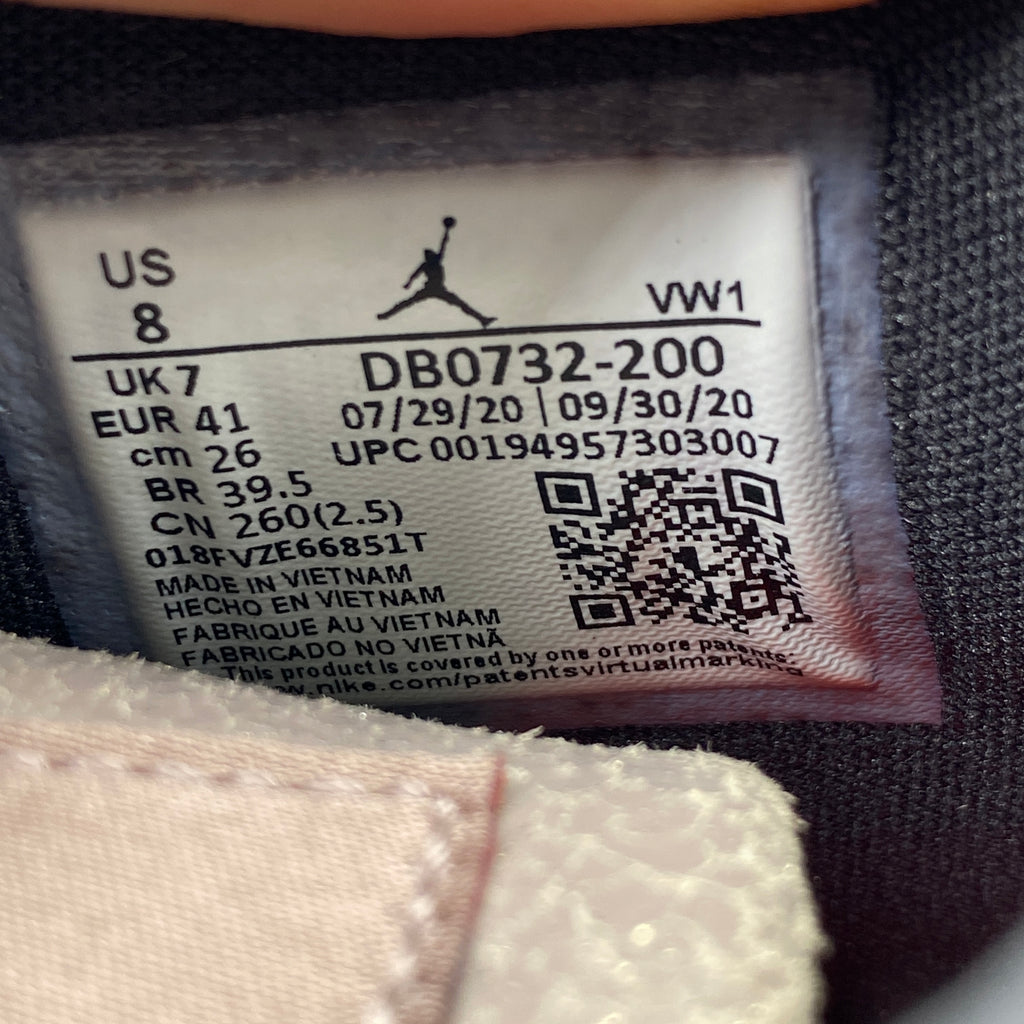 US
8
VW1
UK 7
DB0732-200
EUR 41
07/29/20 | 09/30/20
cm 26
UPC 00194957303007
BR 39.5
CN 260(2.5)
018FVZE66851T
MADE IN VIETNAM
HECHO EN VIETNAM
FABRIQUE AU VIETNAM
FABRICADO NO VIETNÃ
This product is covered by one or more patents.
w.nike.com/patentsvirtualmarking